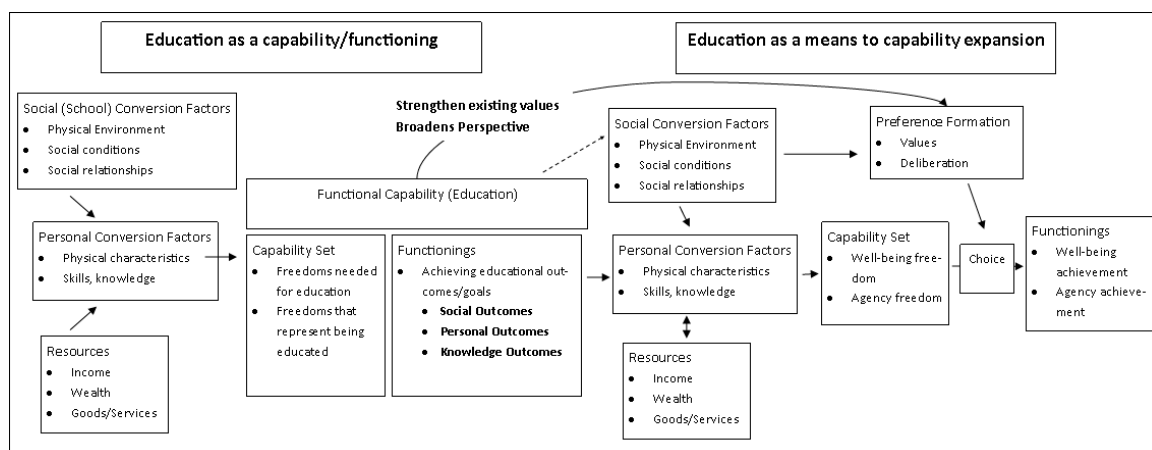 Education as a capability/functioning
Education as a means to capability expansion
Social (School) Conversion Factors
• Physical Environment
• Social conditions
• Social relationships
Personal Conversion Factors
• Physical characteristics
• Skills, knowledge
Resources
• Income
• Wealth
• Goods/Services
Strengthen existing values
Broadens Perspective
Functional Capability (Education)
Capability Set
• Freedoms needed
for education
• Freedoms that
represent being
educated
Functionings
• Achieving educational out-
comes/goals
• Social Outcomes
• Personal Outcomes
• Knowledge Outcomes
Social Conversion Factors
• Physical Environment
• Social conditions
• Social relationships
Personal Conversion Factors
• Physical characteristics
• Skills, knowledge
Resources
• Income
• Wealth
• Goods/Services
Preference Formation
• Values
• Deliberation
Capability Set
• Well-being free-
dom
• Agency freedom
Choice
Functionings
• Well-being
achievement
• Agency achieve-
ment